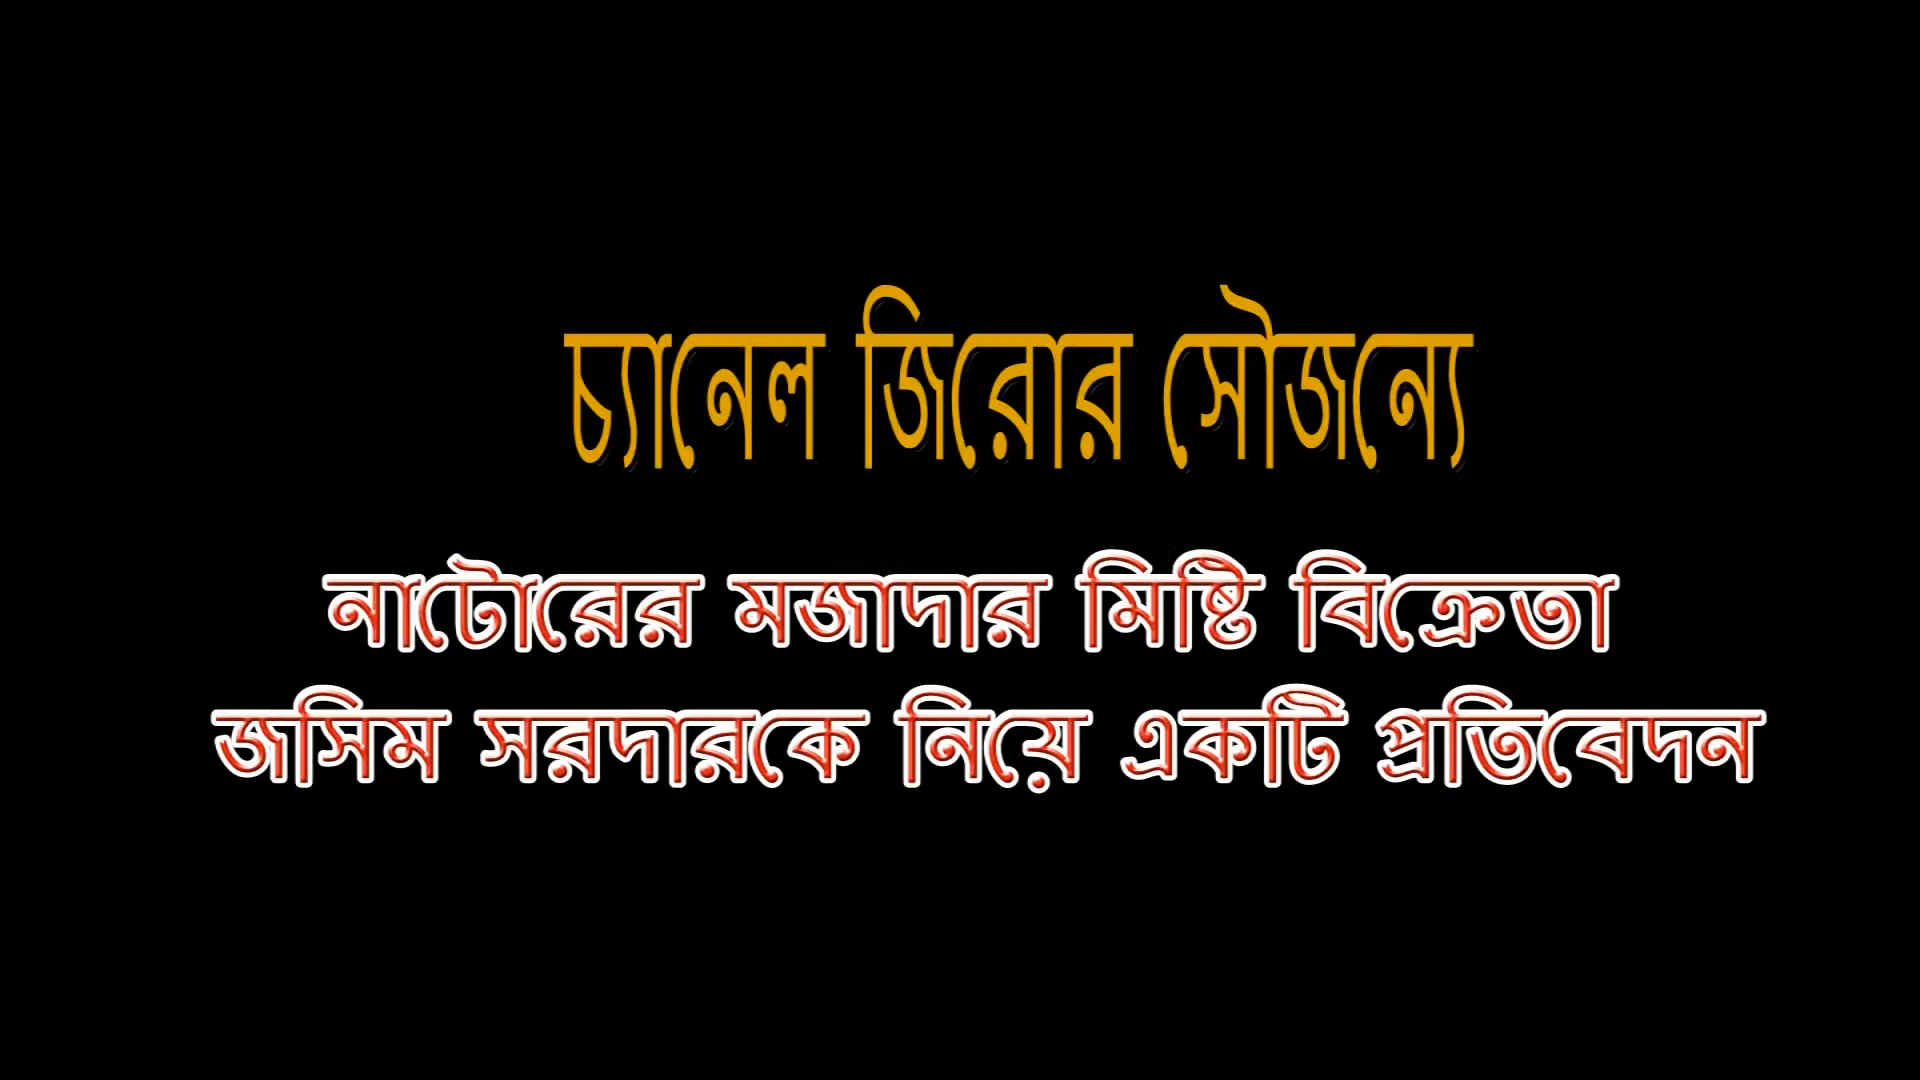 চ্যানেল জিরোর সৌজন্যে
নাটোরের মজাদার মিষ্টি বিক্রেতা
জসিম সরদারকে নিয়ে একটি প্রতিবেদন